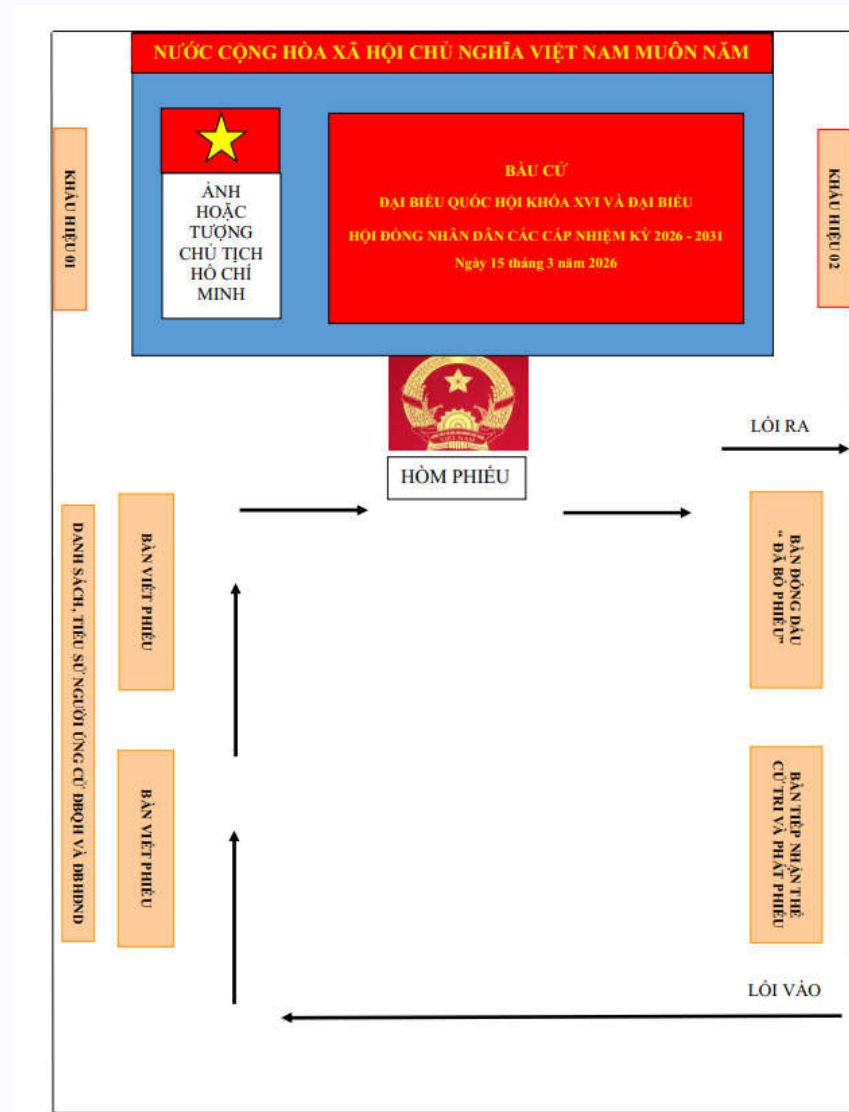 NƯỚC CỘNG HÒA XÃ HỘI CHỦ NGHĨA VIỆT NAM MUÔN NĂM
KHẨU HIỆU 01
ẢNH
HOẶC
TƯỢNG
CHỦ TỊCH
HỒ CHÍ
MINH
BẦU CỬ
ĐẠI BIỂU QUỐC HỘI KHÓA XVI VÀ ĐẠI BIỂU
HỘI ĐỒNG NHÂN DÂN CÁC CẤP NHIỆM KỲ 2026 - 2031
Ngày 15 tháng 3 năm 2026
KHẨU HIỆU 02
VIỆT NAM
HÒM PHIẾU
LỐI RA
DANH SÁCH, TIỂU SỬ NGƯỜI ỨNG CỬ ĐBQH VÀ ĐBHĐND
BÀN VIẾT PHIẾU
BÀN VIẾT PHIẾU
BÀN ĐÓNG DẤU
“ ĐÃ BỎ PHIẾU”
BÀN TIẾP NHẬN THẺ
CỬ TRI VÀ PHÁT PHIẾU
LỐI VÀO